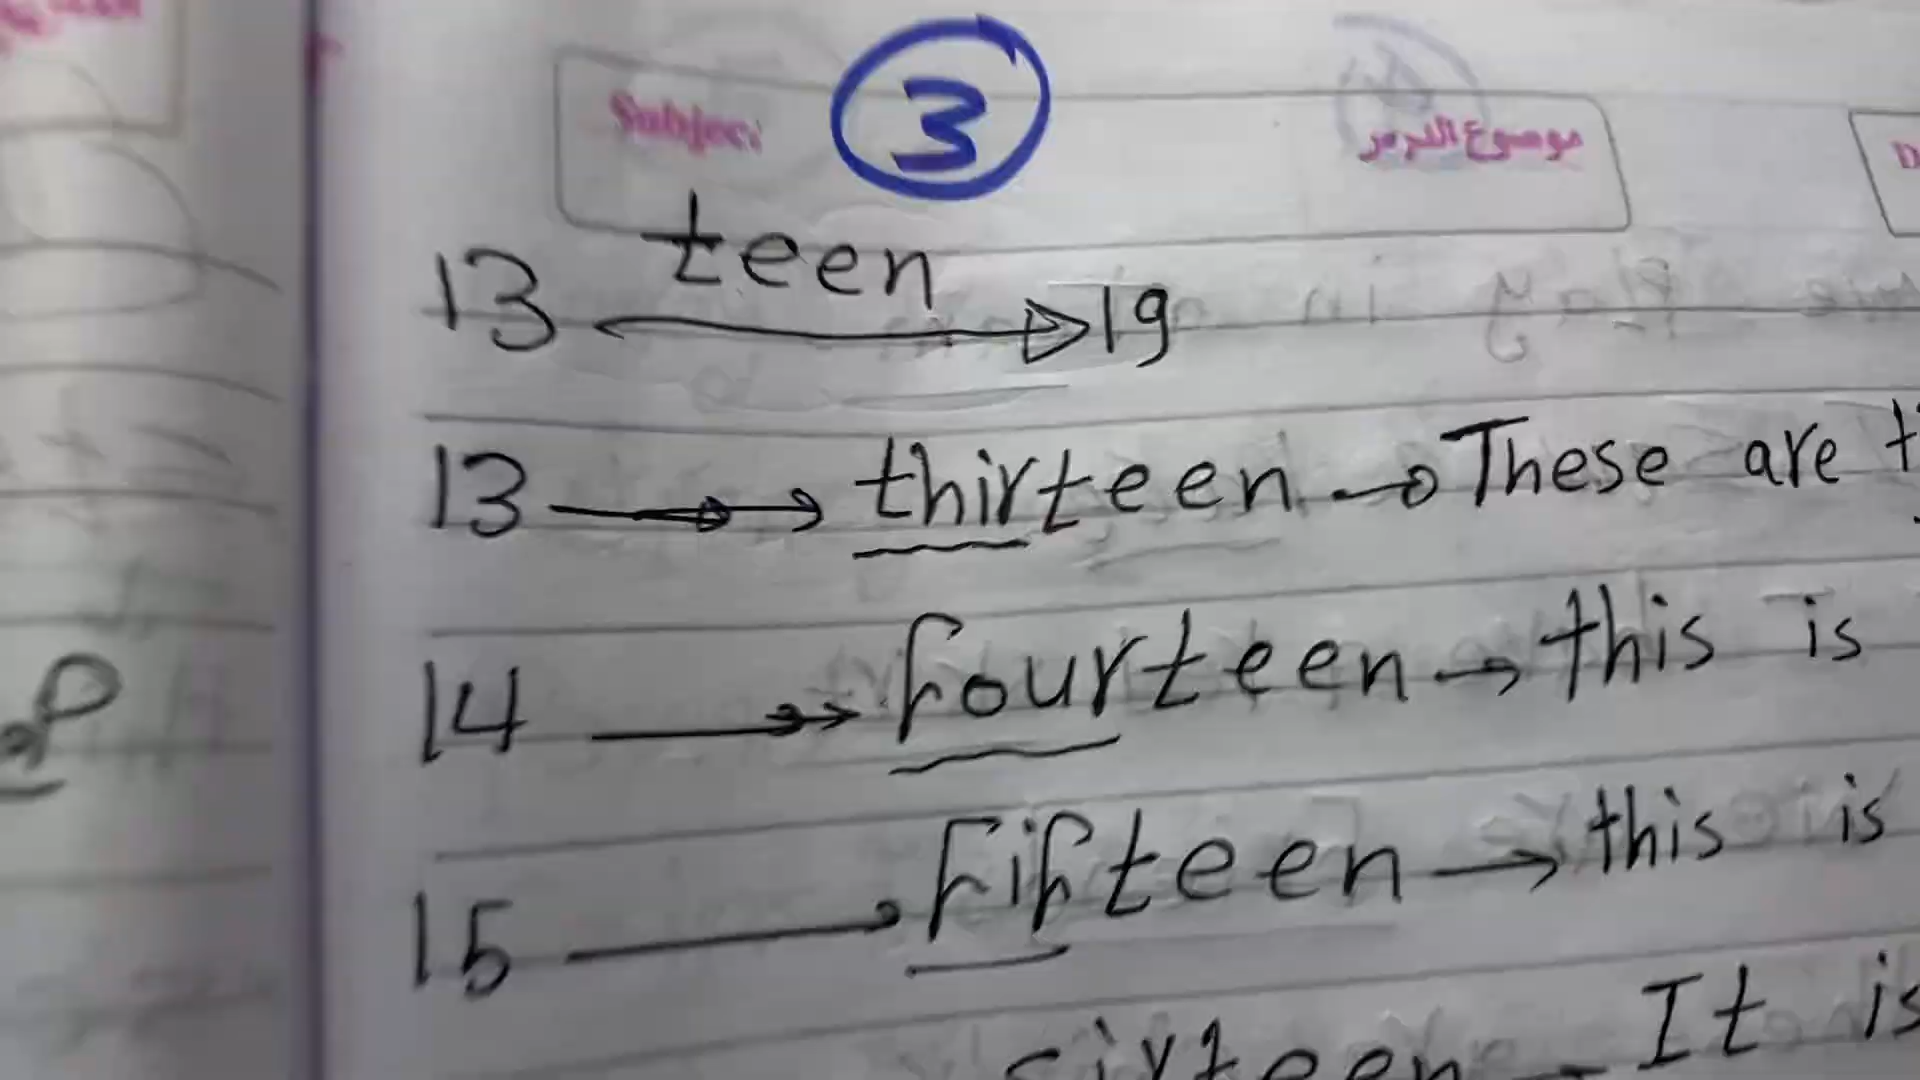 3
Subject: موضوع الدرس
teen
13 → 19
13 → thirteen → These are
14 → fourteen → this is
15 → fifteen → this is
sixteen - It is